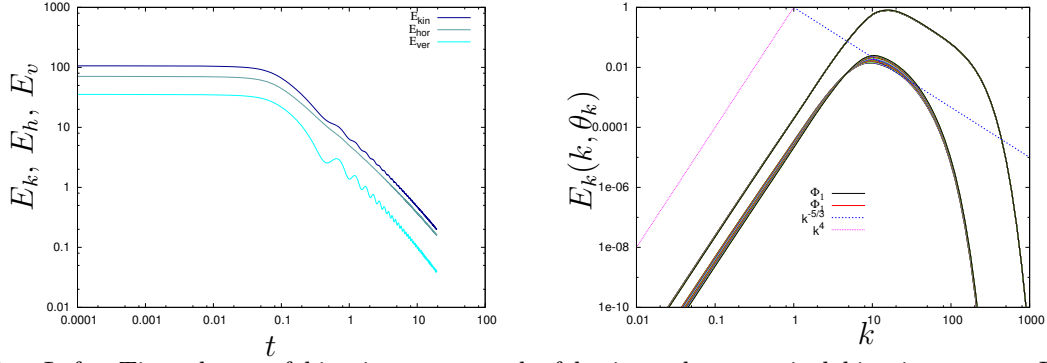 1000
100
10
1
0.1
0.01
E_k, E_h, E_v
0.0001
0.001
0.01
0.1
1
10
100
t
E_kin
E_hor
E_ver
1
0.01
0.0001
1e-06
1e-08
1e-10
E_k(k, θ_k)
0.01
0.1
1
10
100
1000
k
Φ_1
Φ_1
k^-5/3
k^4